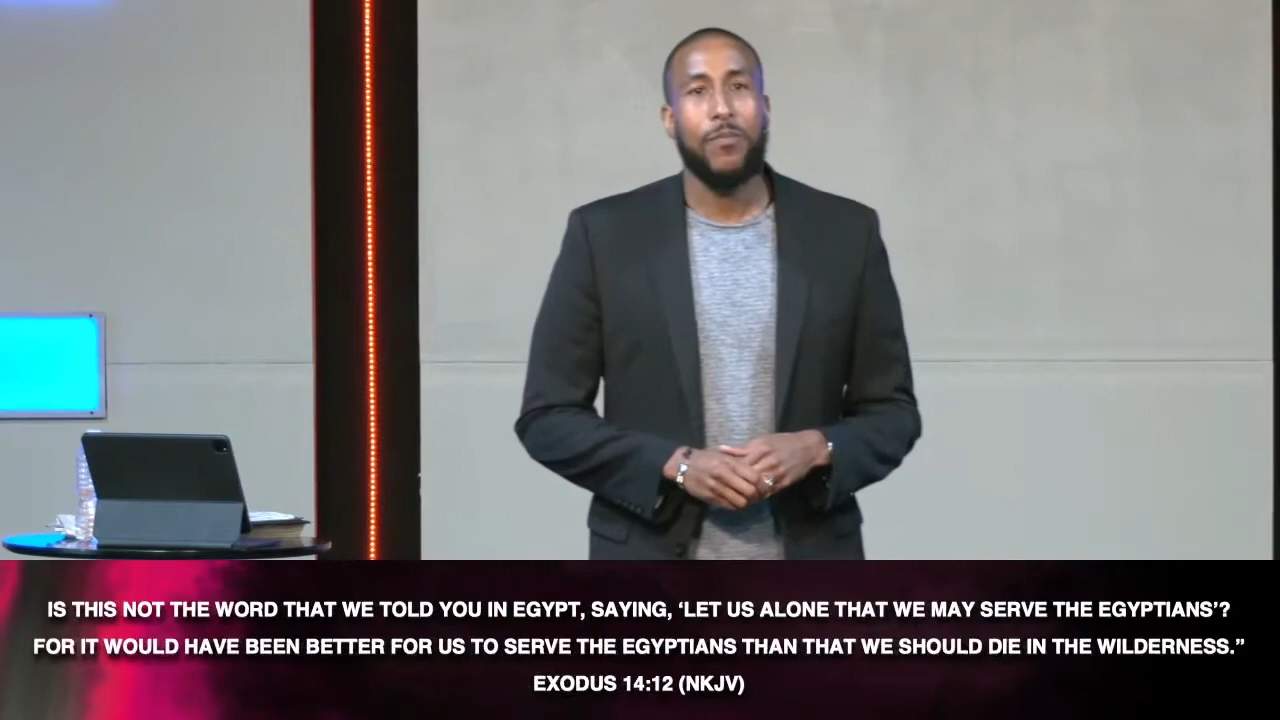 IS THIS NOT THE WORD THAT WE TOLD YOU IN EGYPT, SAYING, ‘LET US ALONE THAT WE MAY SERVE THE EGYPTIANS’?
FOR IT WOULD HAVE BEEN BETTER FOR US TO SERVE THE EGYPTIANS THAN THAT WE SHOULD DIE IN THE WILDERNESS.”
EXODUS 14:12 (NKJV)